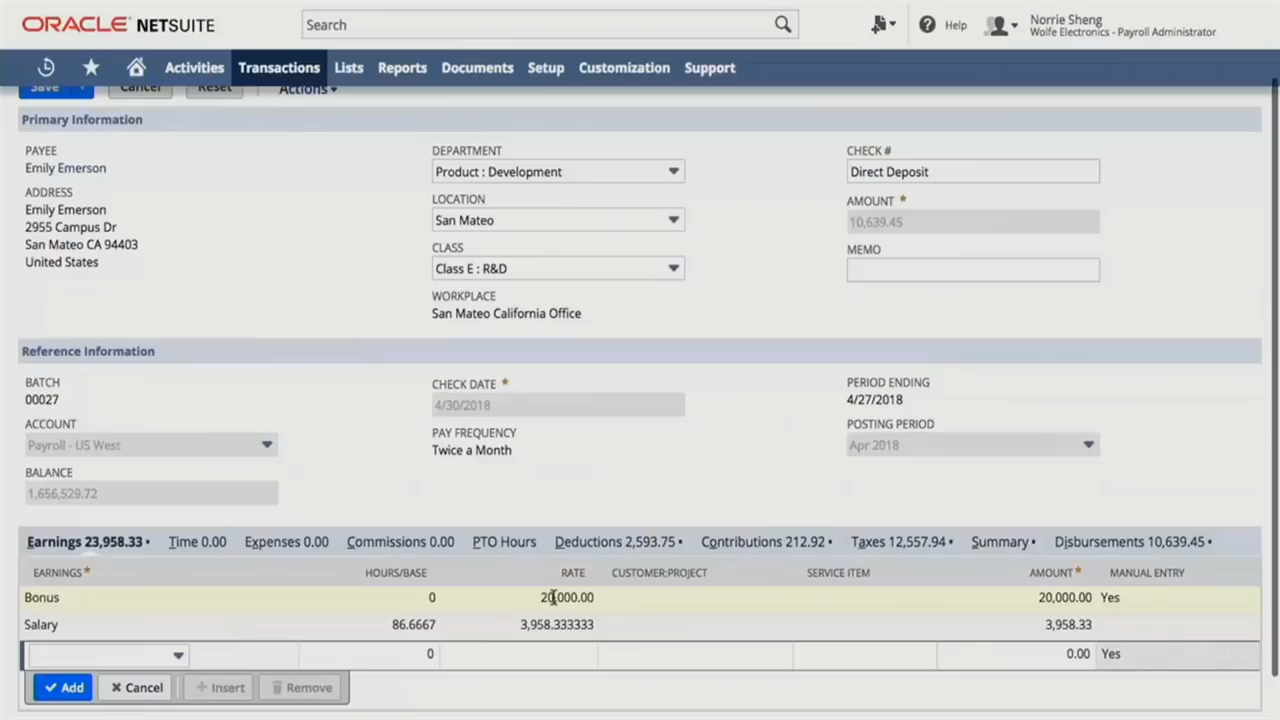 ORACLE NETSUITE
Search
Help
Norrie Sheng
Wolfe Electronics - Payroll Administrator
Activities Transactions Lists Reports Documents Setup Customization Support
Save Cancel Reset Actions
Primary Information
PAYEE
Emily Emerson
ADDRESS
Emily Emerson
2955 Campus Dr
San Mateo CA 94403
United States
DEPARTMENT
Product : Development
LOCATION
San Mateo
CLASS
Class E : R&D
WORKPLACE
San Mateo California Office
CHECK #
Direct Deposit
AMOUNT *
10,639.45
MEMO
Reference Information
BATCH
00027
ACCOUNT
Payroll - US West
BALANCE
1,656,529.72
CHECK DATE *
4/30/2018
PAY FREQUENCY
Twice a Month
PERIOD ENDING
4/27/2018
POSTING PERIOD
Apr 2018
Earnings 23,958.33 • Time 0.00 Expenses 0.00 Commissions 0.00 PTO Hours Deductions 2,593.75 • Contributions 212.92 • Taxes 12,557.94 • Summary • Disbursements 10,639.45 •
EARNINGS * HOURS/BASE RATE CUSTOMER:PROJECT SERVICE ITEM AMOUNT * MANUAL ENTRY
Bonus 0 20,000.00 20,000.00 Yes
Salary 86.6667 3,958.333333 3,958.33
0 0.00 Yes
Add Cancel Insert Remove